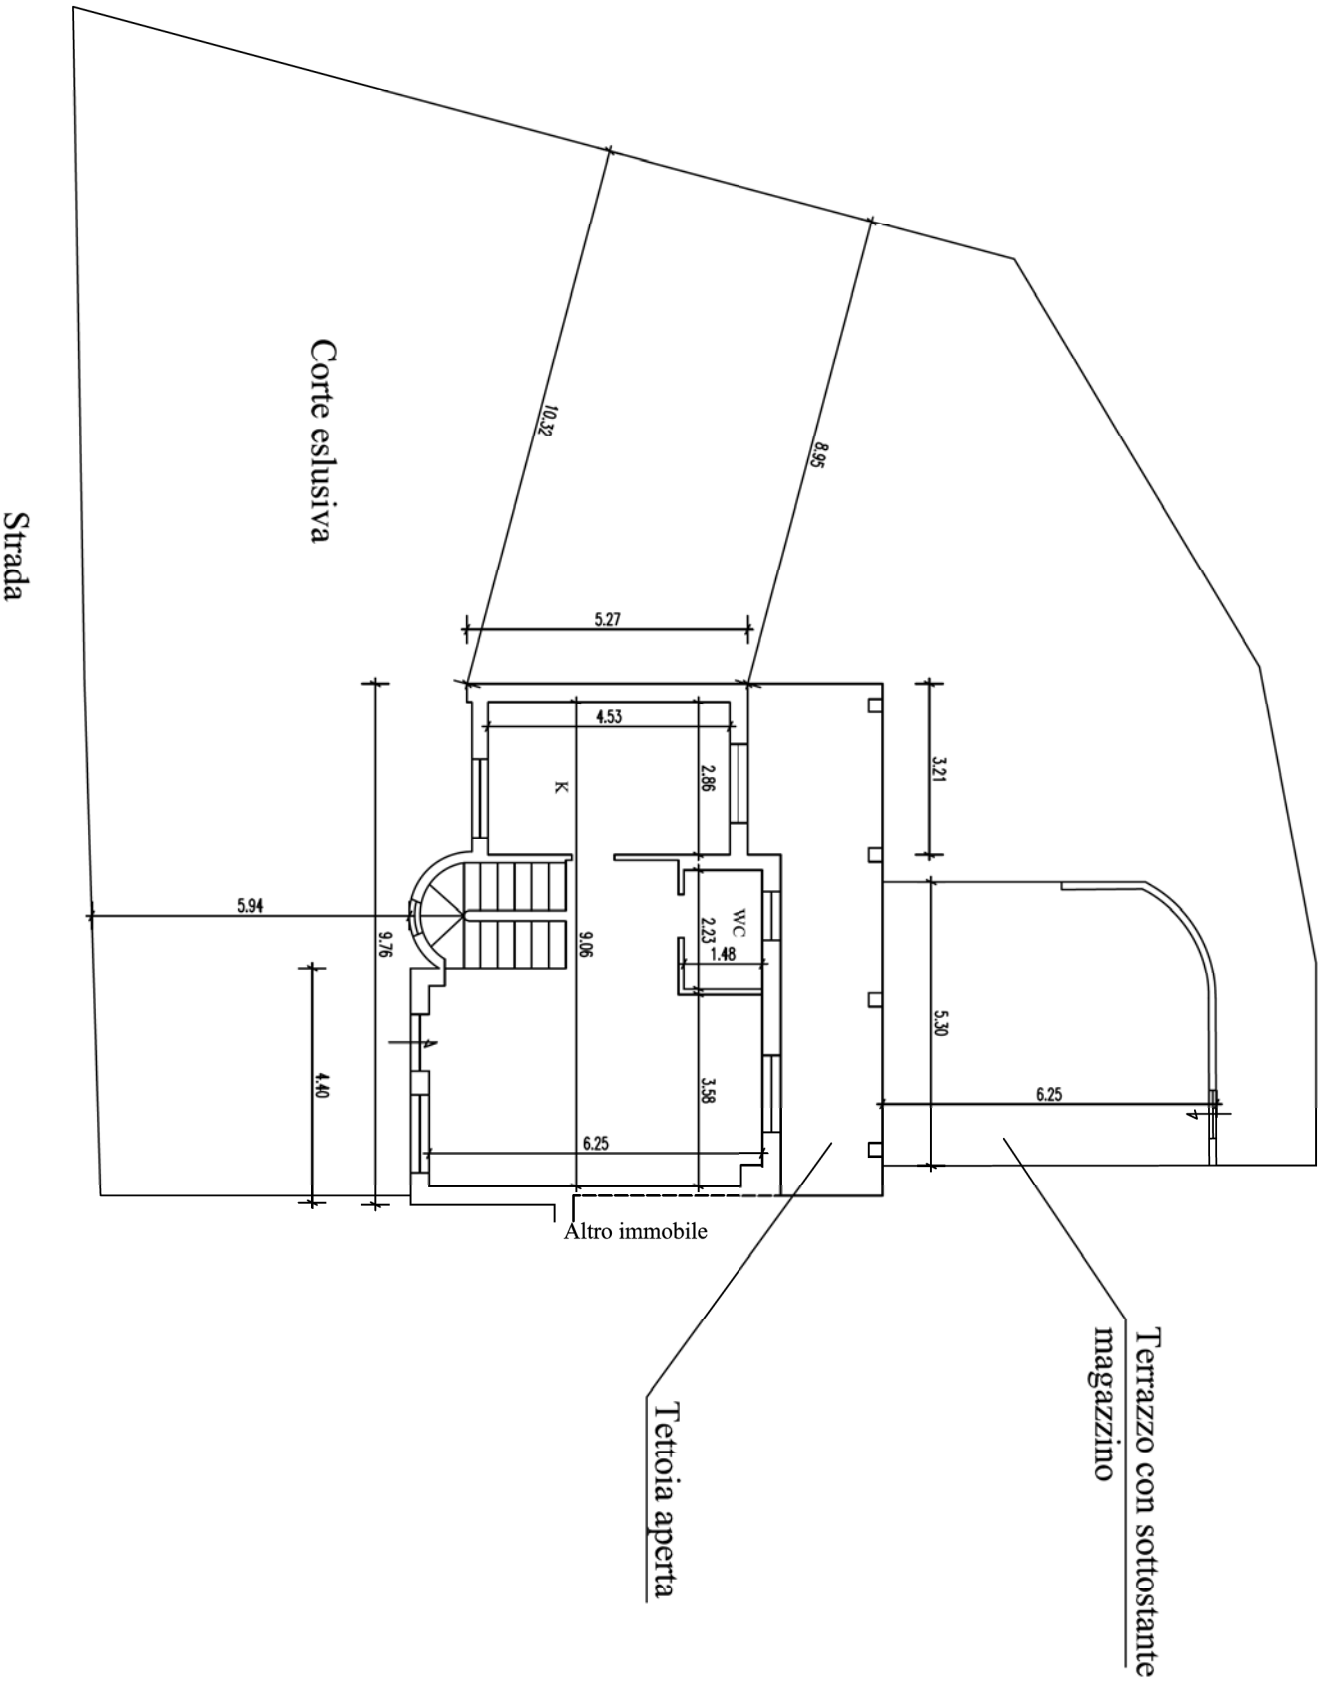 10.32
8.95
Corte eslusiva
Strada
5.27
4.53
3.21
K
2.86
WC
2.23
1.48
5.94
9.76
9.06
5.30
4.40
3.58
6.25
6.25
Altro immobile
Terrazzo con sottostante
magazzino
Tettoia aperta